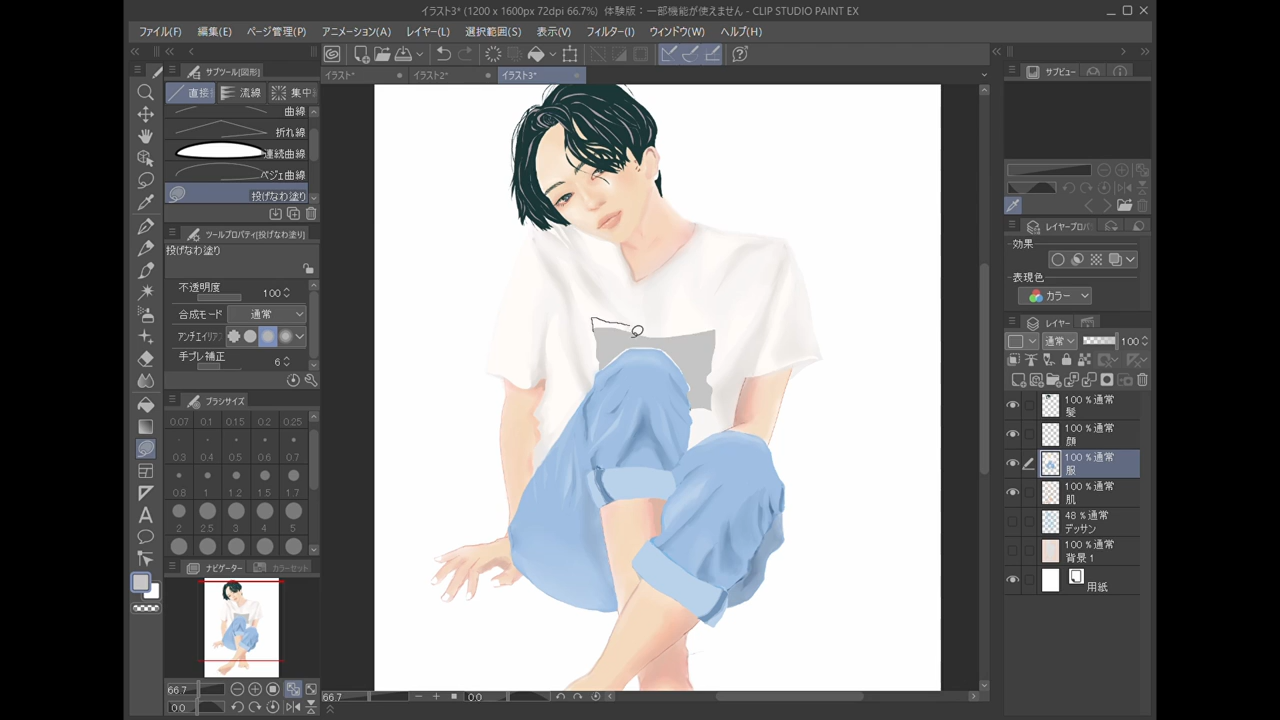 イラスト3* (1200 x 1600px 72dpi 66.7%) 体験版：一部機能が使えません - CLIP STUDIO PAINT EX
ファイル(F) 編集(E) ページ管理(P) アニメーション(A) レイヤー(L) 選択範囲(S) 表示(V) フィルター(I) ウィンドウ(W) ヘルプ(H)
サブツール[図形]
イラスト* イラスト2* イラスト3*
サブビュー
直接 流線 集中
曲線
折れ線
連続曲線
ベジェ曲線
投げなわ塗り
ツールプロパティ[投げなわ塗り]
投げなわ塗り
不透明度 100
合成モード 通常
アンチエイリアス
手ブレ補正 6
ブラシサイズ
0.07 0.1 0.15 0.2 0.25
0.3 0.4 0.5 0.6 0.7
0.8 1 1.2 1.5 1.7
2 2.5 3 4 5
ナビゲーター カラーセット
66.7
0.0
66.7 0.0
レイヤープロパ
効果
表現色
カラー
レイヤー
通常 100
100 % 通常
髪
100 % 通常
顔
100 % 通常
服
100 % 通常
肌
48 % 通常
デッサン
100 % 通常
背景 1
用紙